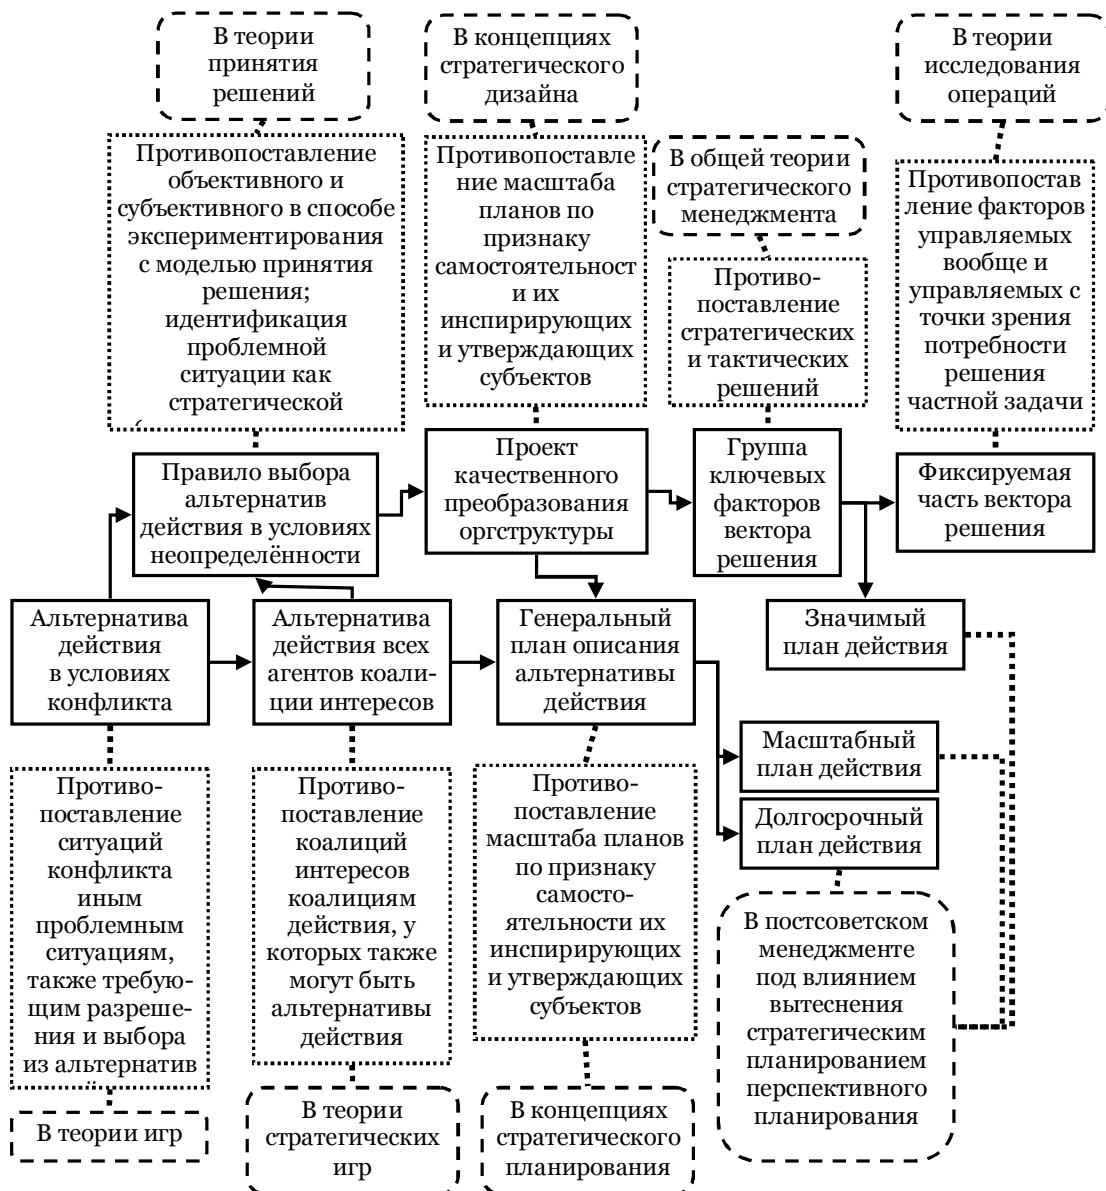 В теории
принятия
решений
В концепциях
стратегического
дизайна
В теории
исследования
операций
Противопоставление
объективного и
субъективного в способе
экспериментирования
с моделью принятия
решения;
идентификация
проблемной
ситуации как
стратегической
Противопоставле
ние масштаба
планов по
признаку
самостоятельност
и их
инспирирующих
и утверждающих
субъектов
В общей теории
стратегического
менеджмента
Противо-
поставление
стратегических
и тактических
решений
Противопостав
ление факторов
управляемых
вообще и
управляемых с
точки зрения
потребности
решения
частной задачи
Правило выбора
альтернатив
действия в условиях
неопределённости
Проект
качественного
преобразования
оргструктуры
Группа
ключевых
факторов
вектора
решения
Фиксируемая
часть вектора
решения
Альтернатива
действия
в условиях
конфликта
Альтернатива
действия всех
агентов коали-
ции интересов
Генеральный
план описания
альтернативы
действия
Значимый
план действия
Масштабный
план действия
Долгосрочный
план действия
Противо-
поставление
ситуаций
конфликта
иным
проблемным
ситуациям,
также требую-
щим разреше-
ния и выбора
из альтернатив
Противо-
поставление
коалиций
интересов
коалициям
действия, у
которых также
могут быть
альтернативы
действия
Противо-
поставление
масштаба планов
по признаку
самосто-
ятельности их
инспирирующих
и утверждающих
субъектов
В постсоветском
менеджменте
под влиянием
вытеснения
стратегическим
планированием
перспективного
планирования
В теории игр
В теории
стратегических
игр
В концепциях
стратегического
планирования